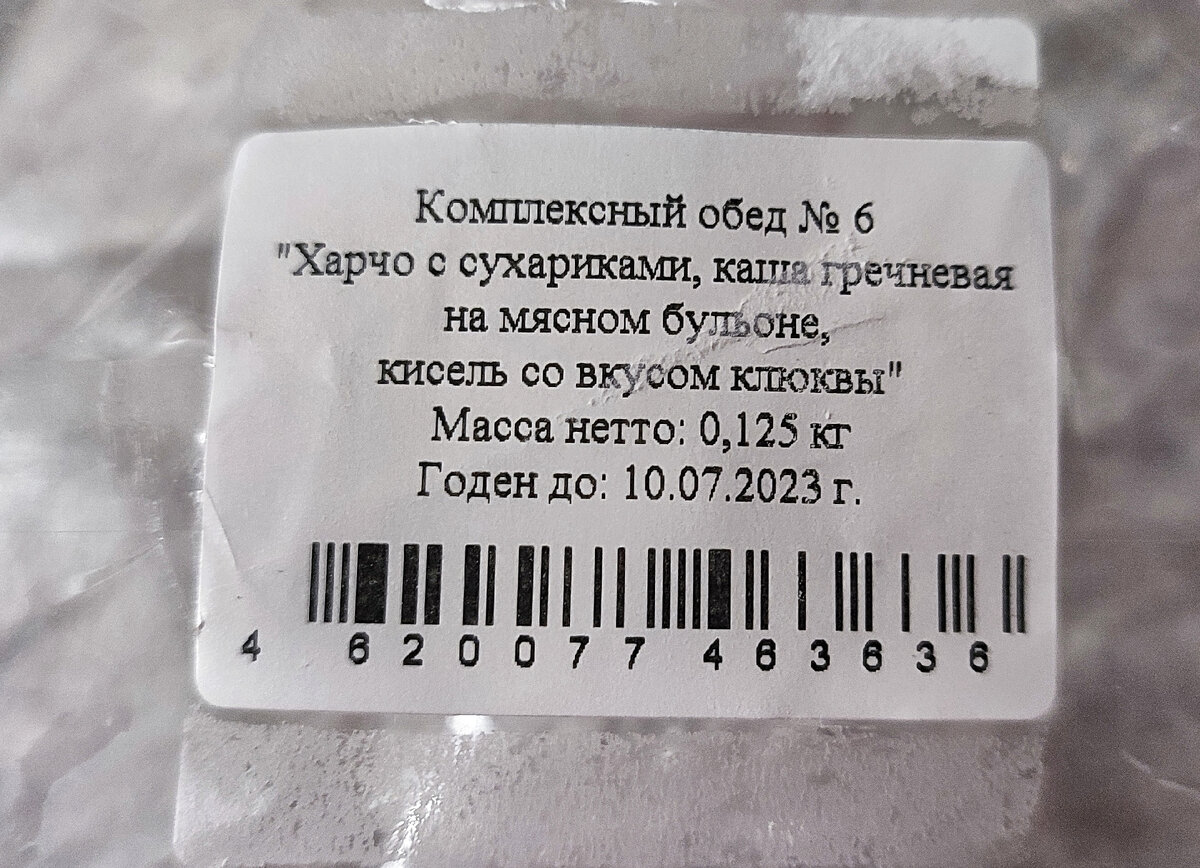 Комплексный обед № 6
"Харчо с сухариками, каша гречневая
на мясном бульоне,
кисель со вкусом клюквы"
Масса нетто: 0,125 кг
Годен до: 10.07.2023 г.
4 620077 463636